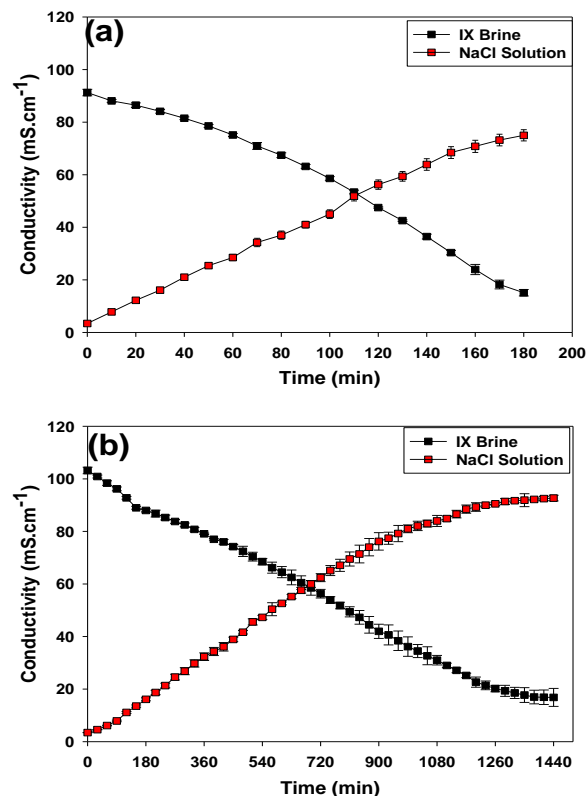 (a)
IX Brine
NaCl Solution
120
100
80
60
40
20
0
Conductivity (mS.cm-1)
0 20 40 60 80 100 120 140 160 180 200
Time (min)
(b)
IX Brine
NaCl Solution
120
100
80
60
40
20
0
Conductivity (mS.cm-1)
0 180 360 540 720 900 1080 1260 1440
Time (min)